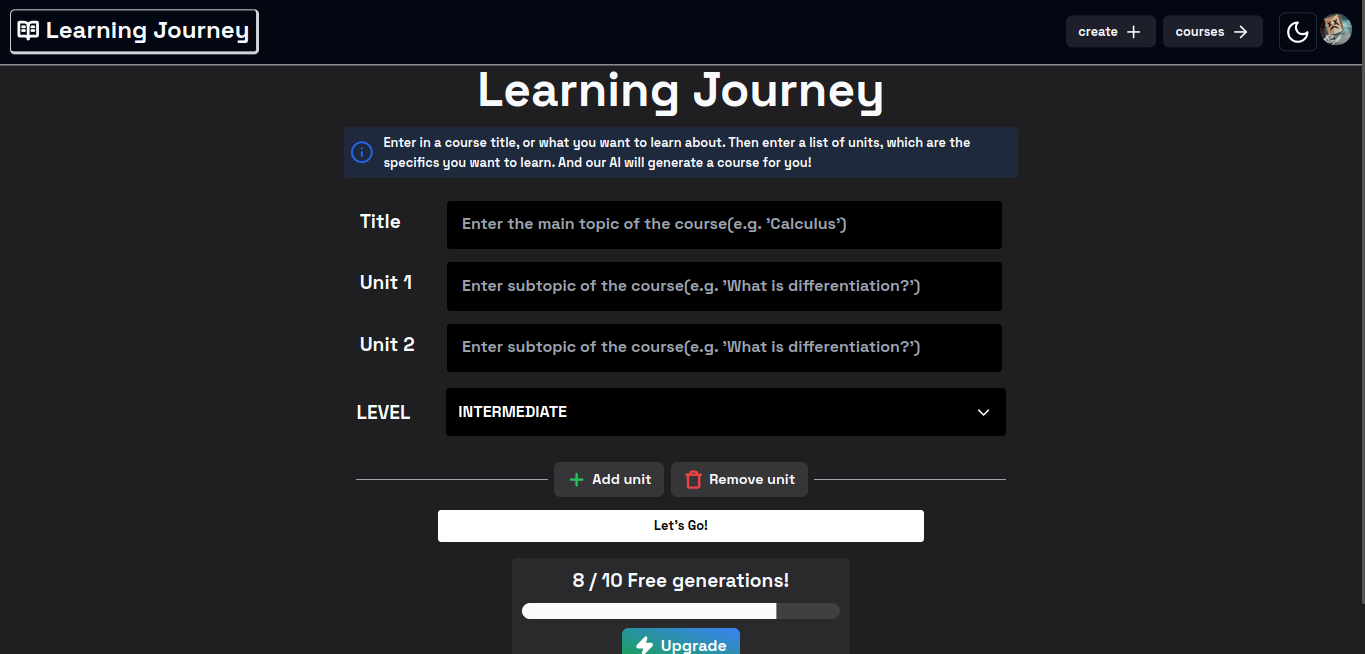 Learning Journey
create
courses
Learning Journey
Enter in a course title, or what you want to learn about. Then enter a list of units, which are the
specifics you want to learn. And our AI will generate a course for you!
Title
Enter the main topic of the course(e.g. 'Calculus')
Unit 1
Enter subtopic of the course(e.g. 'What is differentiation?')
Unit 2
Enter subtopic of the course(e.g. 'What is differentiation?')
LEVEL
INTERMEDIATE
Add unit
Remove unit
Let's Go!
8 / 10 Free generations!
Upgrade